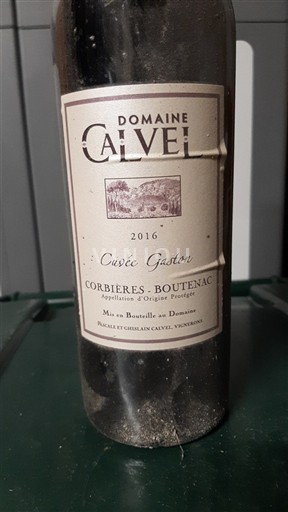 DOMAINE
CALVEL
2016
VINIOU
Cuvée Gaston
CORBIÈRES - BOUTENAC
Appellation d'Origine Protégée
Mis en Bouteille au Domaine
PASCALE ET GHISLAIN CALVEL, VIGNERONS